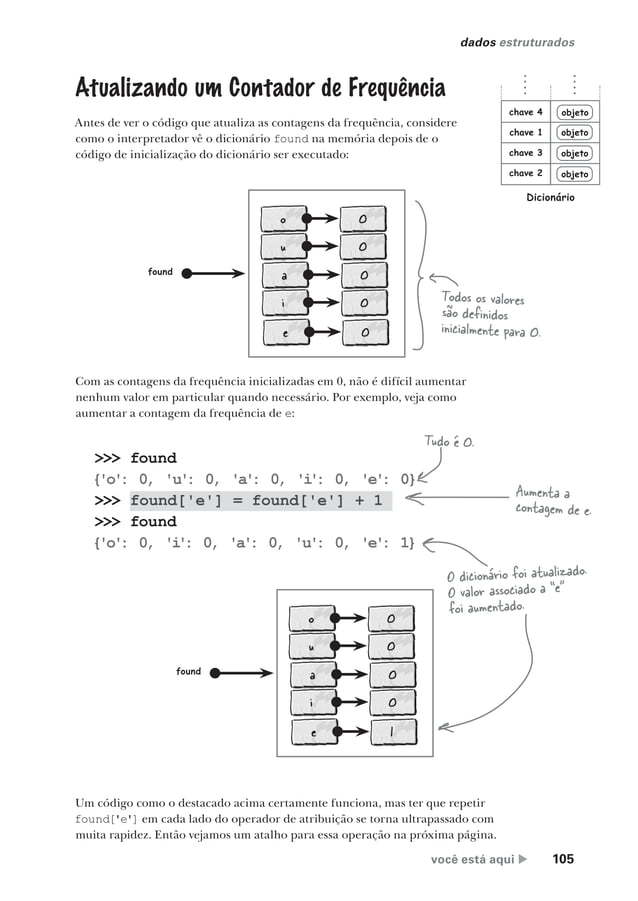 dados estruturados
Atualizando um Contador de Frequência
Antes de ver o código que atualiza as contagens da frequência, considere
como o interpretador vê o dicionário found na memória depois de o
código de inicialização do dicionário ser executado:
chave 4 objeto
chave 1 objeto
chave 3 objeto
chave 2 objeto
Dicionário
found
o 0
u 0
a 0
i 0
e 0
Todos os valores
são definidos
inicialmente para 0.
Com as contagens da frequência inicializadas em 0, não é difícil aumentar
nenhum valor em particular quando necessário. Por exemplo, veja como
aumentar a contagem da frequência de e:
Tudo é 0.
>>> found
{'o': 0, 'u': 0, 'a': 0, 'i': 0, 'e': 0}
>>> found['e'] = found['e'] + 1
>>> found
{'o': 0, 'i': 0, 'a': 0, 'u': 0, 'e': 1}
Aumenta a
contagem de e.
O dicionário foi atualizado.
O valor associado a “e”
foi aumentado.
found
o 0
u 0
a 0
i 0
e 1
Um código como o destacado acima certamente funciona, mas ter que repetir
found['e'] em cada lado do operador de atribuição se torna ultrapassado com
muita rapidez. Então vejamos um atalho para essa operação na próxima página.
você está aqui ▶ 105